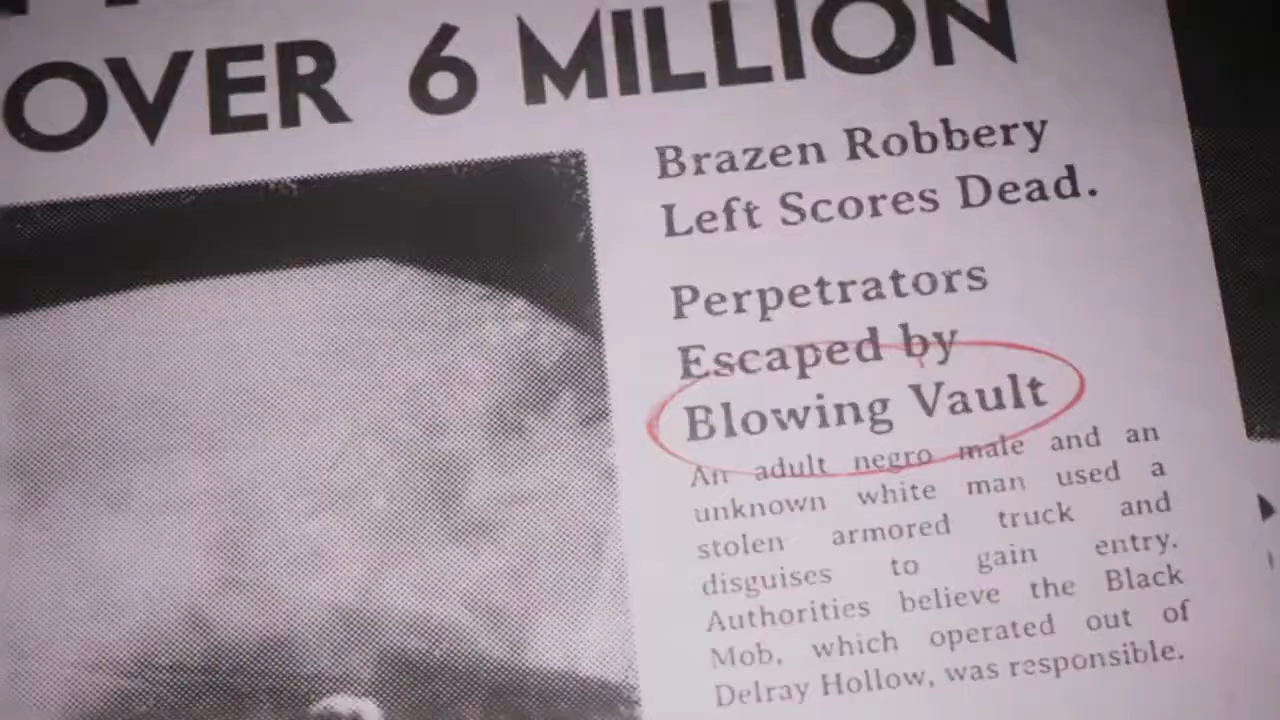 OVER 6 MILLION
Brazen Robbery
Left Scores Dead.
Perpetrators
Escaped by
Blowing Vault
An adult negro male and an
unknown white man used a
stolen armored truck and
disguises to gain entry.
Authorities believe the Black
Mob, which operated out of
Delray Hollow, was responsible.